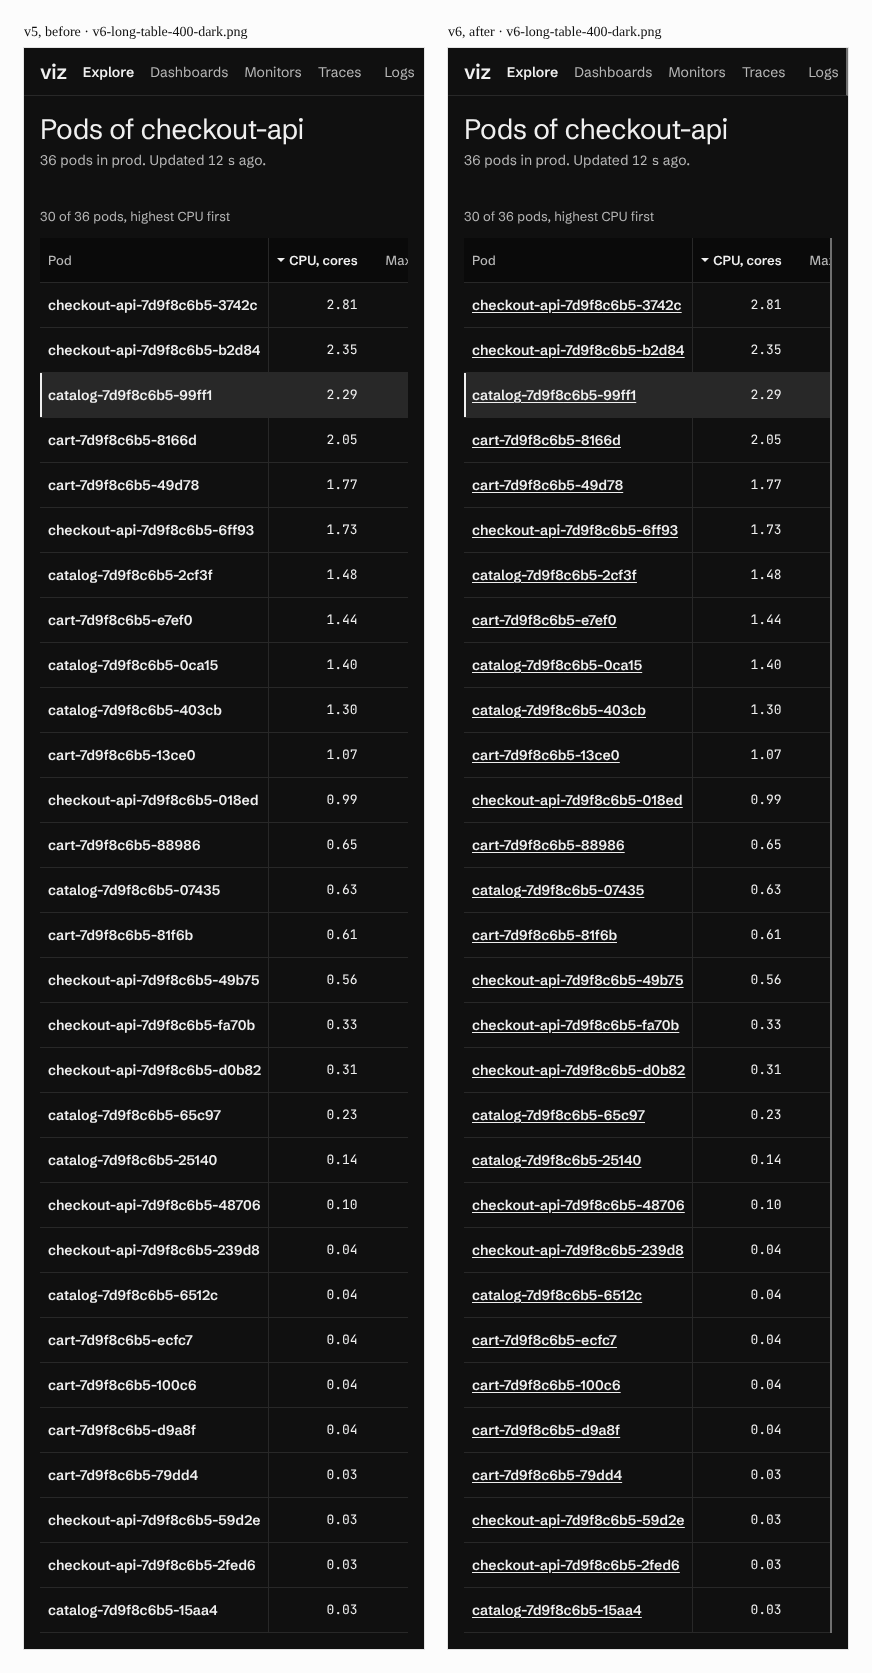 v5, before · v6-long-table-400-dark.png
viz Explore Dashboards Monitors Traces Logs
Pods of checkout-api
36 pods in prod. Updated 12 s ago.
30 of 36 pods, highest CPU first
Pod CPU, cores Max
checkout-api-7d9f8c6b5-3742c 2.81
checkout-api-7d9f8c6b5-b2d84 2.35
catalog-7d9f8c6b5-99ff1 2.29
cart-7d9f8c6b5-8166d 2.05
cart-7d9f8c6b5-49d78 1.77
checkout-api-7d9f8c6b5-6ff93 1.73
catalog-7d9f8c6b5-2cf3f 1.48
cart-7d9f8c6b5-e7ef0 1.44
catalog-7d9f8c6b5-0ca15 1.40
catalog-7d9f8c6b5-403cb 1.30
cart-7d9f8c6b5-13ce0 1.07
checkout-api-7d9f8c6b5-018ed 0.99
cart-7d9f8c6b5-88986 0.65
catalog-7d9f8c6b5-07435 0.63
cart-7d9f8c6b5-81f6b 0.61
checkout-api-7d9f8c6b5-49b75 0.56
checkout-api-7d9f8c6b5-fa70b 0.33
checkout-api-7d9f8c6b5-d0b82 0.31
catalog-7d9f8c6b5-65c97 0.23
catalog-7d9f8c6b5-25140 0.14
checkout-api-7d9f8c6b5-48706 0.10
checkout-api-7d9f8c6b5-239d8 0.04
catalog-7d9f8c6b5-6512c 0.04
cart-7d9f8c6b5-ecfc7 0.04
cart-7d9f8c6b5-100c6 0.04
cart-7d9f8c6b5-d9a8f 0.04
cart-7d9f8c6b5-79dd4 0.03
checkout-api-7d9f8c6b5-59d2e 0.03
checkout-api-7d9f8c6b5-2fed6 0.03
catalog-7d9f8c6b5-15aa4 0.03
v6, after · v6-long-table-400-dark.png
viz Explore Dashboards Monitors Traces Logs
Pods of checkout-api
36 pods in prod. Updated 12 s ago.
30 of 36 pods, highest CPU first
Pod CPU, cores Ma
checkout-api-7d9f8c6b5-3742c 2.81
checkout-api-7d9f8c6b5-b2d84 2.35
catalog-7d9f8c6b5-99ff1 2.29
cart-7d9f8c6b5-8166d 2.05
cart-7d9f8c6b5-49d78 1.77
checkout-api-7d9f8c6b5-6ff93 1.73
catalog-7d9f8c6b5-2cf3f 1.48
cart-7d9f8c6b5-e7ef0 1.44
catalog-7d9f8c6b5-0ca15 1.40
catalog-7d9f8c6b5-403cb 1.30
cart-7d9f8c6b5-13ce0 1.07
checkout-api-7d9f8c6b5-018ed 0.99
cart-7d9f8c6b5-88986 0.65
catalog-7d9f8c6b5-07435 0.63
cart-7d9f8c6b5-81f6b 0.61
checkout-api-7d9f8c6b5-49b75 0.56
checkout-api-7d9f8c6b5-fa70b 0.33
checkout-api-7d9f8c6b5-d0b82 0.31
catalog-7d9f8c6b5-65c97 0.23
catalog-7d9f8c6b5-25140 0.14
checkout-api-7d9f8c6b5-48706 0.10
checkout-api-7d9f8c6b5-239d8 0.04
catalog-7d9f8c6b5-6512c 0.04
cart-7d9f8c6b5-ecfc7 0.04
cart-7d9f8c6b5-100c6 0.04
cart-7d9f8c6b5-d9a8f 0.04
cart-7d9f8c6b5-79dd4 0.03
checkout-api-7d9f8c6b5-59d2e 0.03
checkout-api-7d9f8c6b5-2fed6 0.03
catalog-7d9f8c6b5-15aa4 0.03